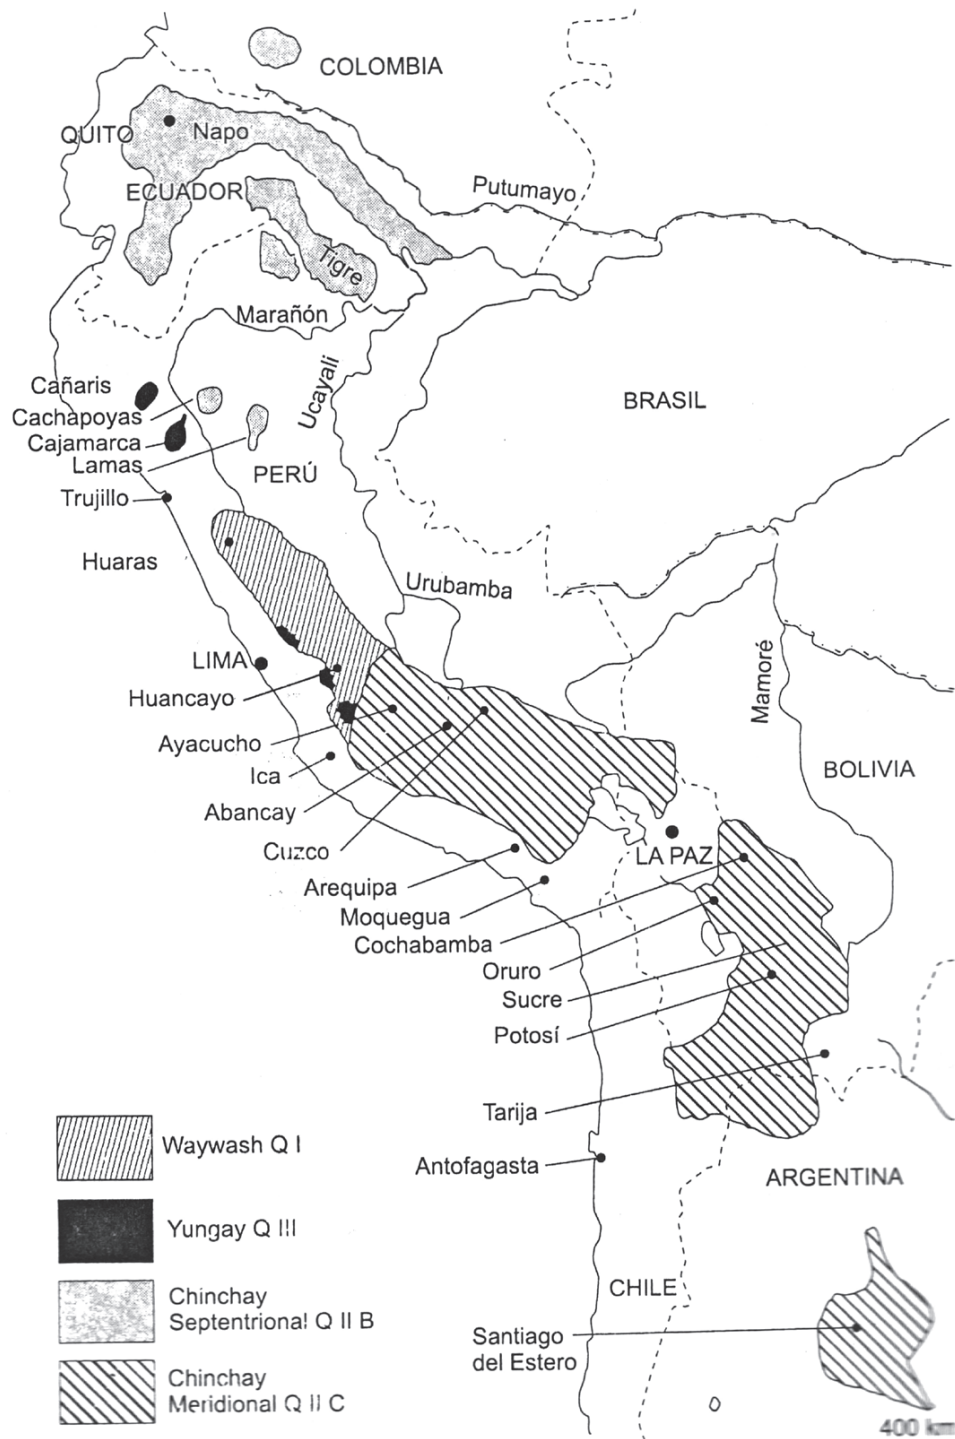 COLOMBIA
QUITO
Napo
ECUADOR
Putumayo
Tigre
Marañón
Ucayali
Cañaris
Cachapoyas
Cajamarca
Lamas
Trujillo
PERÚ
BRASIL
Huaras
Urubamba
LIMA
Huancayo
Mamoré
Ayacucho
Ica
BOLIVIA
Abancay
Cuzco
LA PAZ
Arequipa
Moquegua
Cochabamba
Oruro
Sucre
Potosí
Tarija
Antofagasta
ARGENTINA
CHILE
Santiago
del Estero
Waywash Q I
Yungay Q III
Chinchay
Septentrional Q II B
Chinchay
Meridional Q II C
400 km